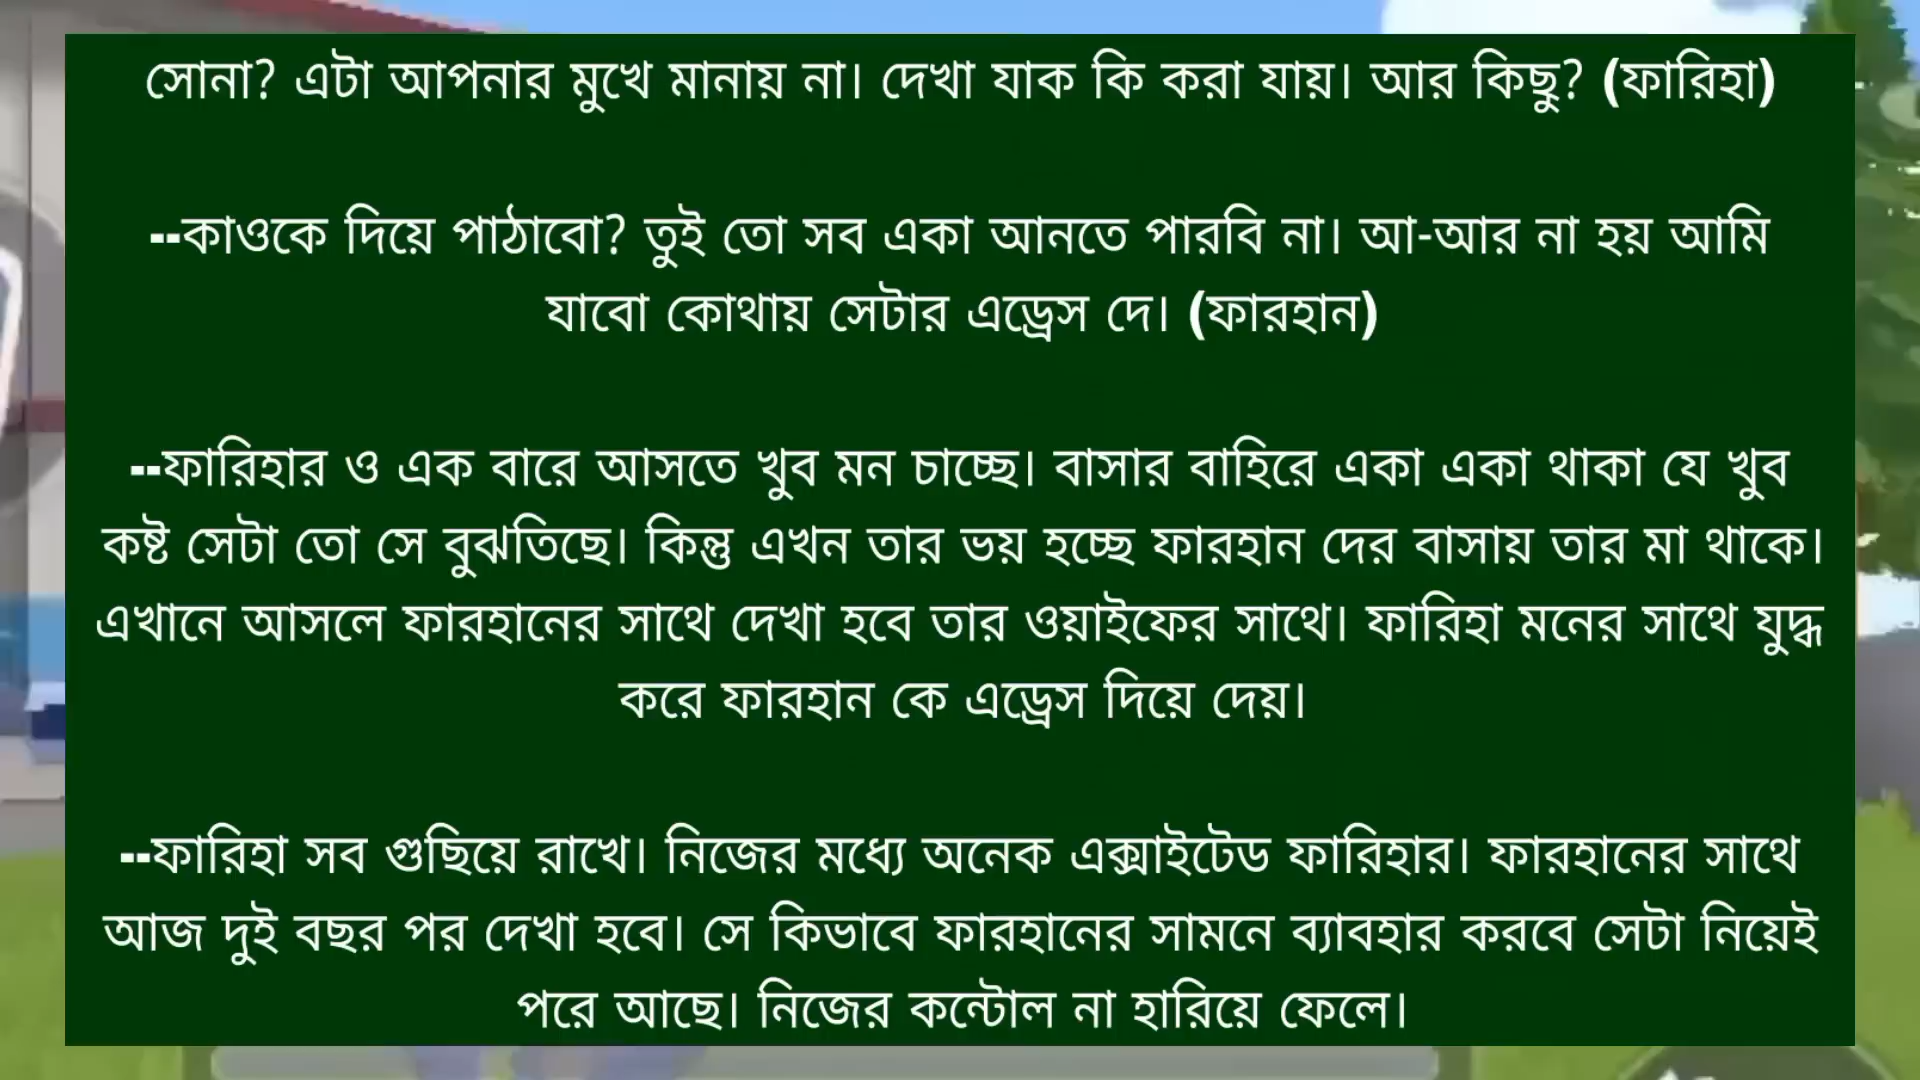 সোনা? এটা আপনার মুখে মানায় না। দেখা যাক কি করা যায়। আর কিছু? (ফারিহা)
--কাওকে দিয়ে পাঠাবো? তুই তো সব একা আনতে পারবি না। আ-আর না হয় আমি
যাবো কোথায় সেটার এড্রেস দে। (ফারহান)
--ফারিহার ও এক বারে আসতে খুব মন চাচ্ছে। বাসার বাহিরে একা একা থাকা যে খুব
কষ্ট সেটা তো সে বুঝতিছে। কিন্তু এখন তার ভয় হচ্ছে ফারহান দের বাসায় তার মা থাকে।
এখানে আসলে ফারহানের সাথে দেখা হবে তার ওয়াইফের সাথে। ফারিহা মনের সাথে যুদ্ধ
করে ফারহান কে এড্রেস দিয়ে দেয়।
--ফারিহা সব গুছিয়ে রাখে। নিজের মধ্যে অনেক এক্সাইটেড ফারিহার। ফারহানের সাথে
আজ দুই বছর পর দেখা হবে। সে কিভাবে ফারহানের সামনে ব্যাবহার করবে সেটা নিয়েই
পরে আছে। নিজের কন্টোল না হারিয়ে ফেলে।